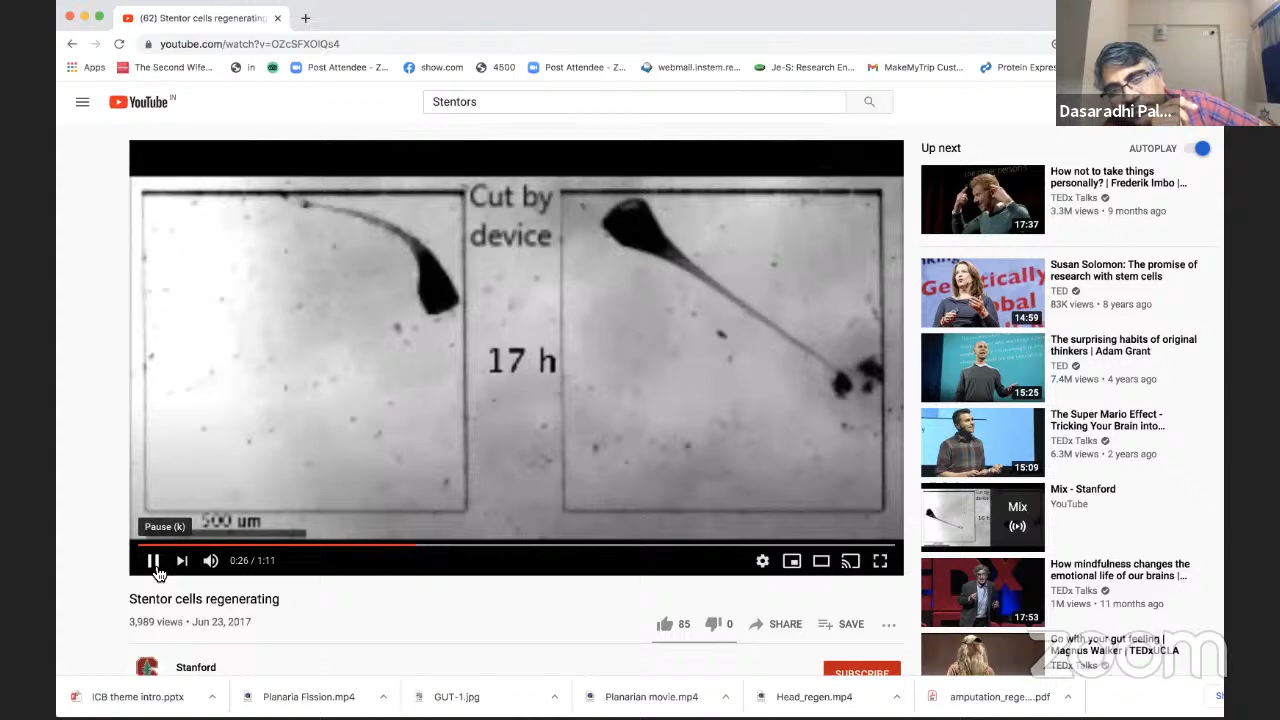 (62) Stentor cells regenerating
youtube.com/watch?v=OZcSFXOlQs4
Apps
The Second Wife...
in
Post Attendee - Z...
show.com
4500
Post Attendee - Z...
webmail.instem.re...
Je-S: Research En...
MakeMyTrip Cust...
Protein Expres
YouTube IN
Stentors
Dasaradhi Pal...
Cut by
device
17 h
500 um
Pause (k)
0:26 / 1:11
Stentor cells regenerating
3,989 views • Jun 23, 2017
85
0
SHARE
SAVE
Stanford
SUBSCRIBE
Up next
AUTOPLAY
17:37
How not to take things
personally? | Frederik Imbo |...
TEDx Talks
3.3M views • 9 months ago
14:59
Susan Solomon: The promise of
research with stem cells
TED
83K views • 8 years ago
15:25
The surprising habits of original
thinkers | Adam Grant
TED
7.4M views • 4 years ago
15:09
The Super Mario Effect -
Tricking Your Brain into...
TEDx Talks
6.3M views • 2 years ago
Mix
Mix - Stanford
YouTube
17:53
How mindfulness changes the
emotional life of our brains |...
TEDx Talks
1M views • 11 months ago
Go with your gut feeling |
Magnus Walker | TEDxUCLA
TEDx Talks
zoom
ICB theme intro.pptx
Planaria Fission.mp4
GUT-1.jpg
Planarian movie.mp4
Head_regen.mp4
amputation_rege....pdf